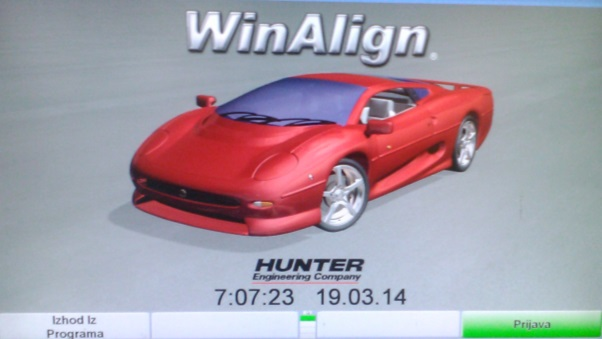 WinAlign®
HUNTER
Engineering Company
7:07:23 19.03.14
Izhod Iz
Programa
Prijava